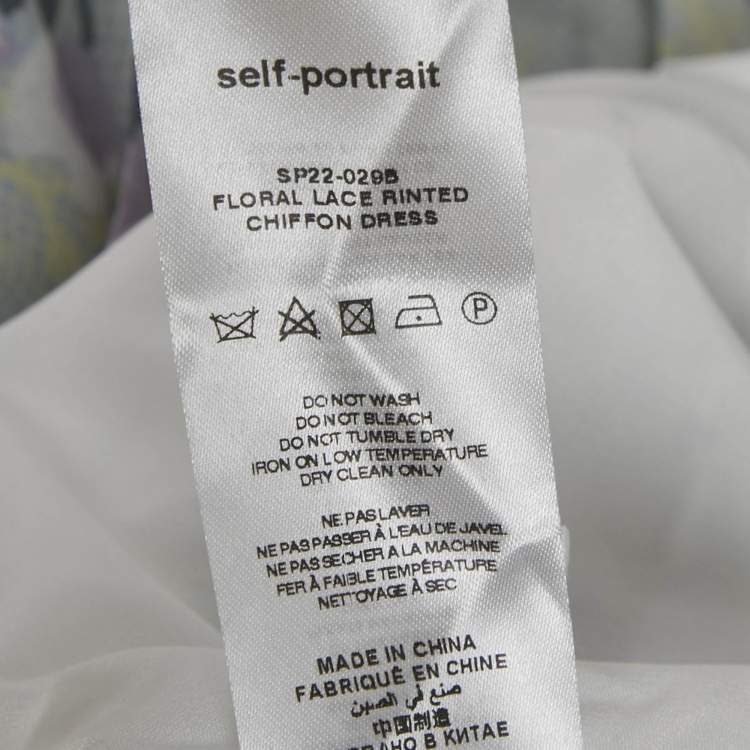 self-portrait
SP22-029B
FLORAL LACE RINTED
CHIFFON DRESS
P
DO NOT WASH
DO NOT BLEACH
DO NOT TUMBLE DRY
IRON ON LOW TEMPERATURE
DRY CLEAN ONLY
NE PAS LAVER
NE PAS PASSER À L'EAU DE JAVEL
NE PAS SECHER A LA MACHINE
FER À FAIBLE TEMPÉRATURE
NETTOYAGE À SEC
MADE IN CHINA
FABRIQUÉ EN CHINE
صنع في الصين
中国制造
В КИТАЕ